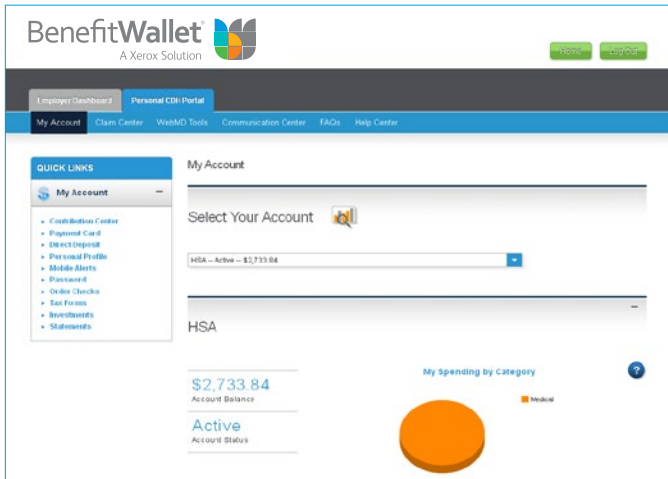 BenefitWallet®
A Xerox Solution
Home
Log Out
Employer Dashboard
Personal CDH Portal
My Account
Claim Center
WebMD Tools
Communication Center
FAQs
Help Center
QUICK LINKS
My Account
Contribution Center
Payment Card
Direct Deposit
Personal Profile
Mobile Alerts
Password
Order Checks
Tax Forms
Investments
Statements
My Account
Select Your Account
HSA -- Active -- $2,733.84
HSA
$2,733.84
Account Balance
Active
Account Status
My Spending by Category
?
Medical